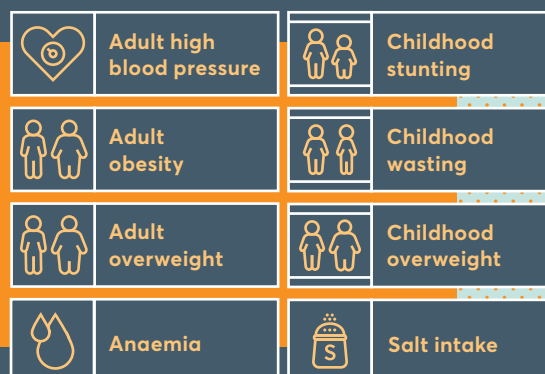 Adult high
blood pressure
Childhood
stunting
Adult
obesity
Childhood
wasting
Adult
overweight
Childhood
overweight
Anaemia
S
Salt intake